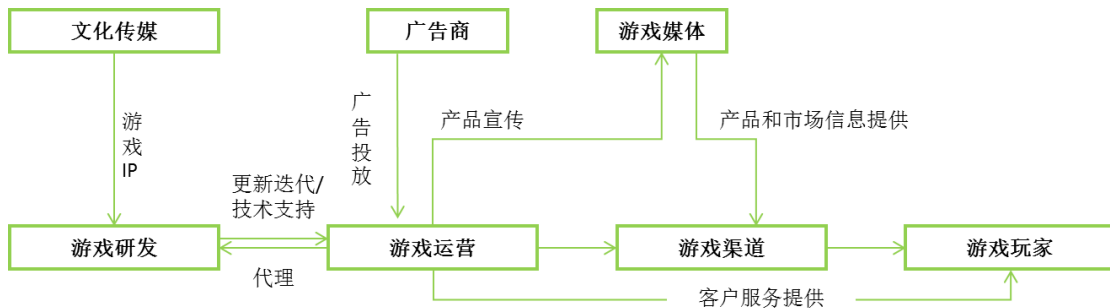 文化传媒
广告商
游戏媒体
游
戏
IP
广
告
投
放
产品宣传
产品和市场信息提供
更新迭代/
技术支持
游戏研发
游戏运营
游戏渠道
游戏玩家
代理
客户服务提供